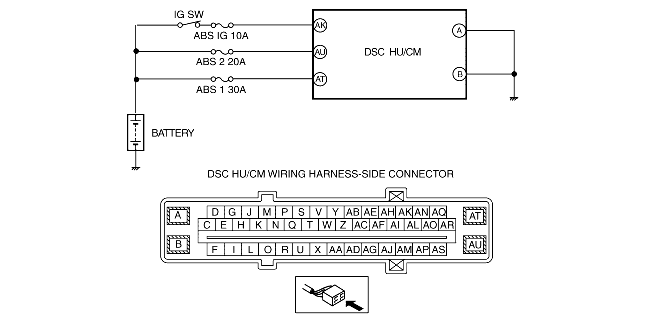 IG SW
ABS IG 10A
AK
A
ABS 2 20A
AU
DSC HU/CM
ABS 1 30A
AT
B
BATTERY
DSC HU/CM WIRING HARNESS-SIDE CONNECTOR
A D G J M P S V Y AB AE AH AK AN AQ AT
C E H K N Q T W Z AC AF AI AL AO AR
B F I L O R U X AA AD AG AJ AM AP AS AU